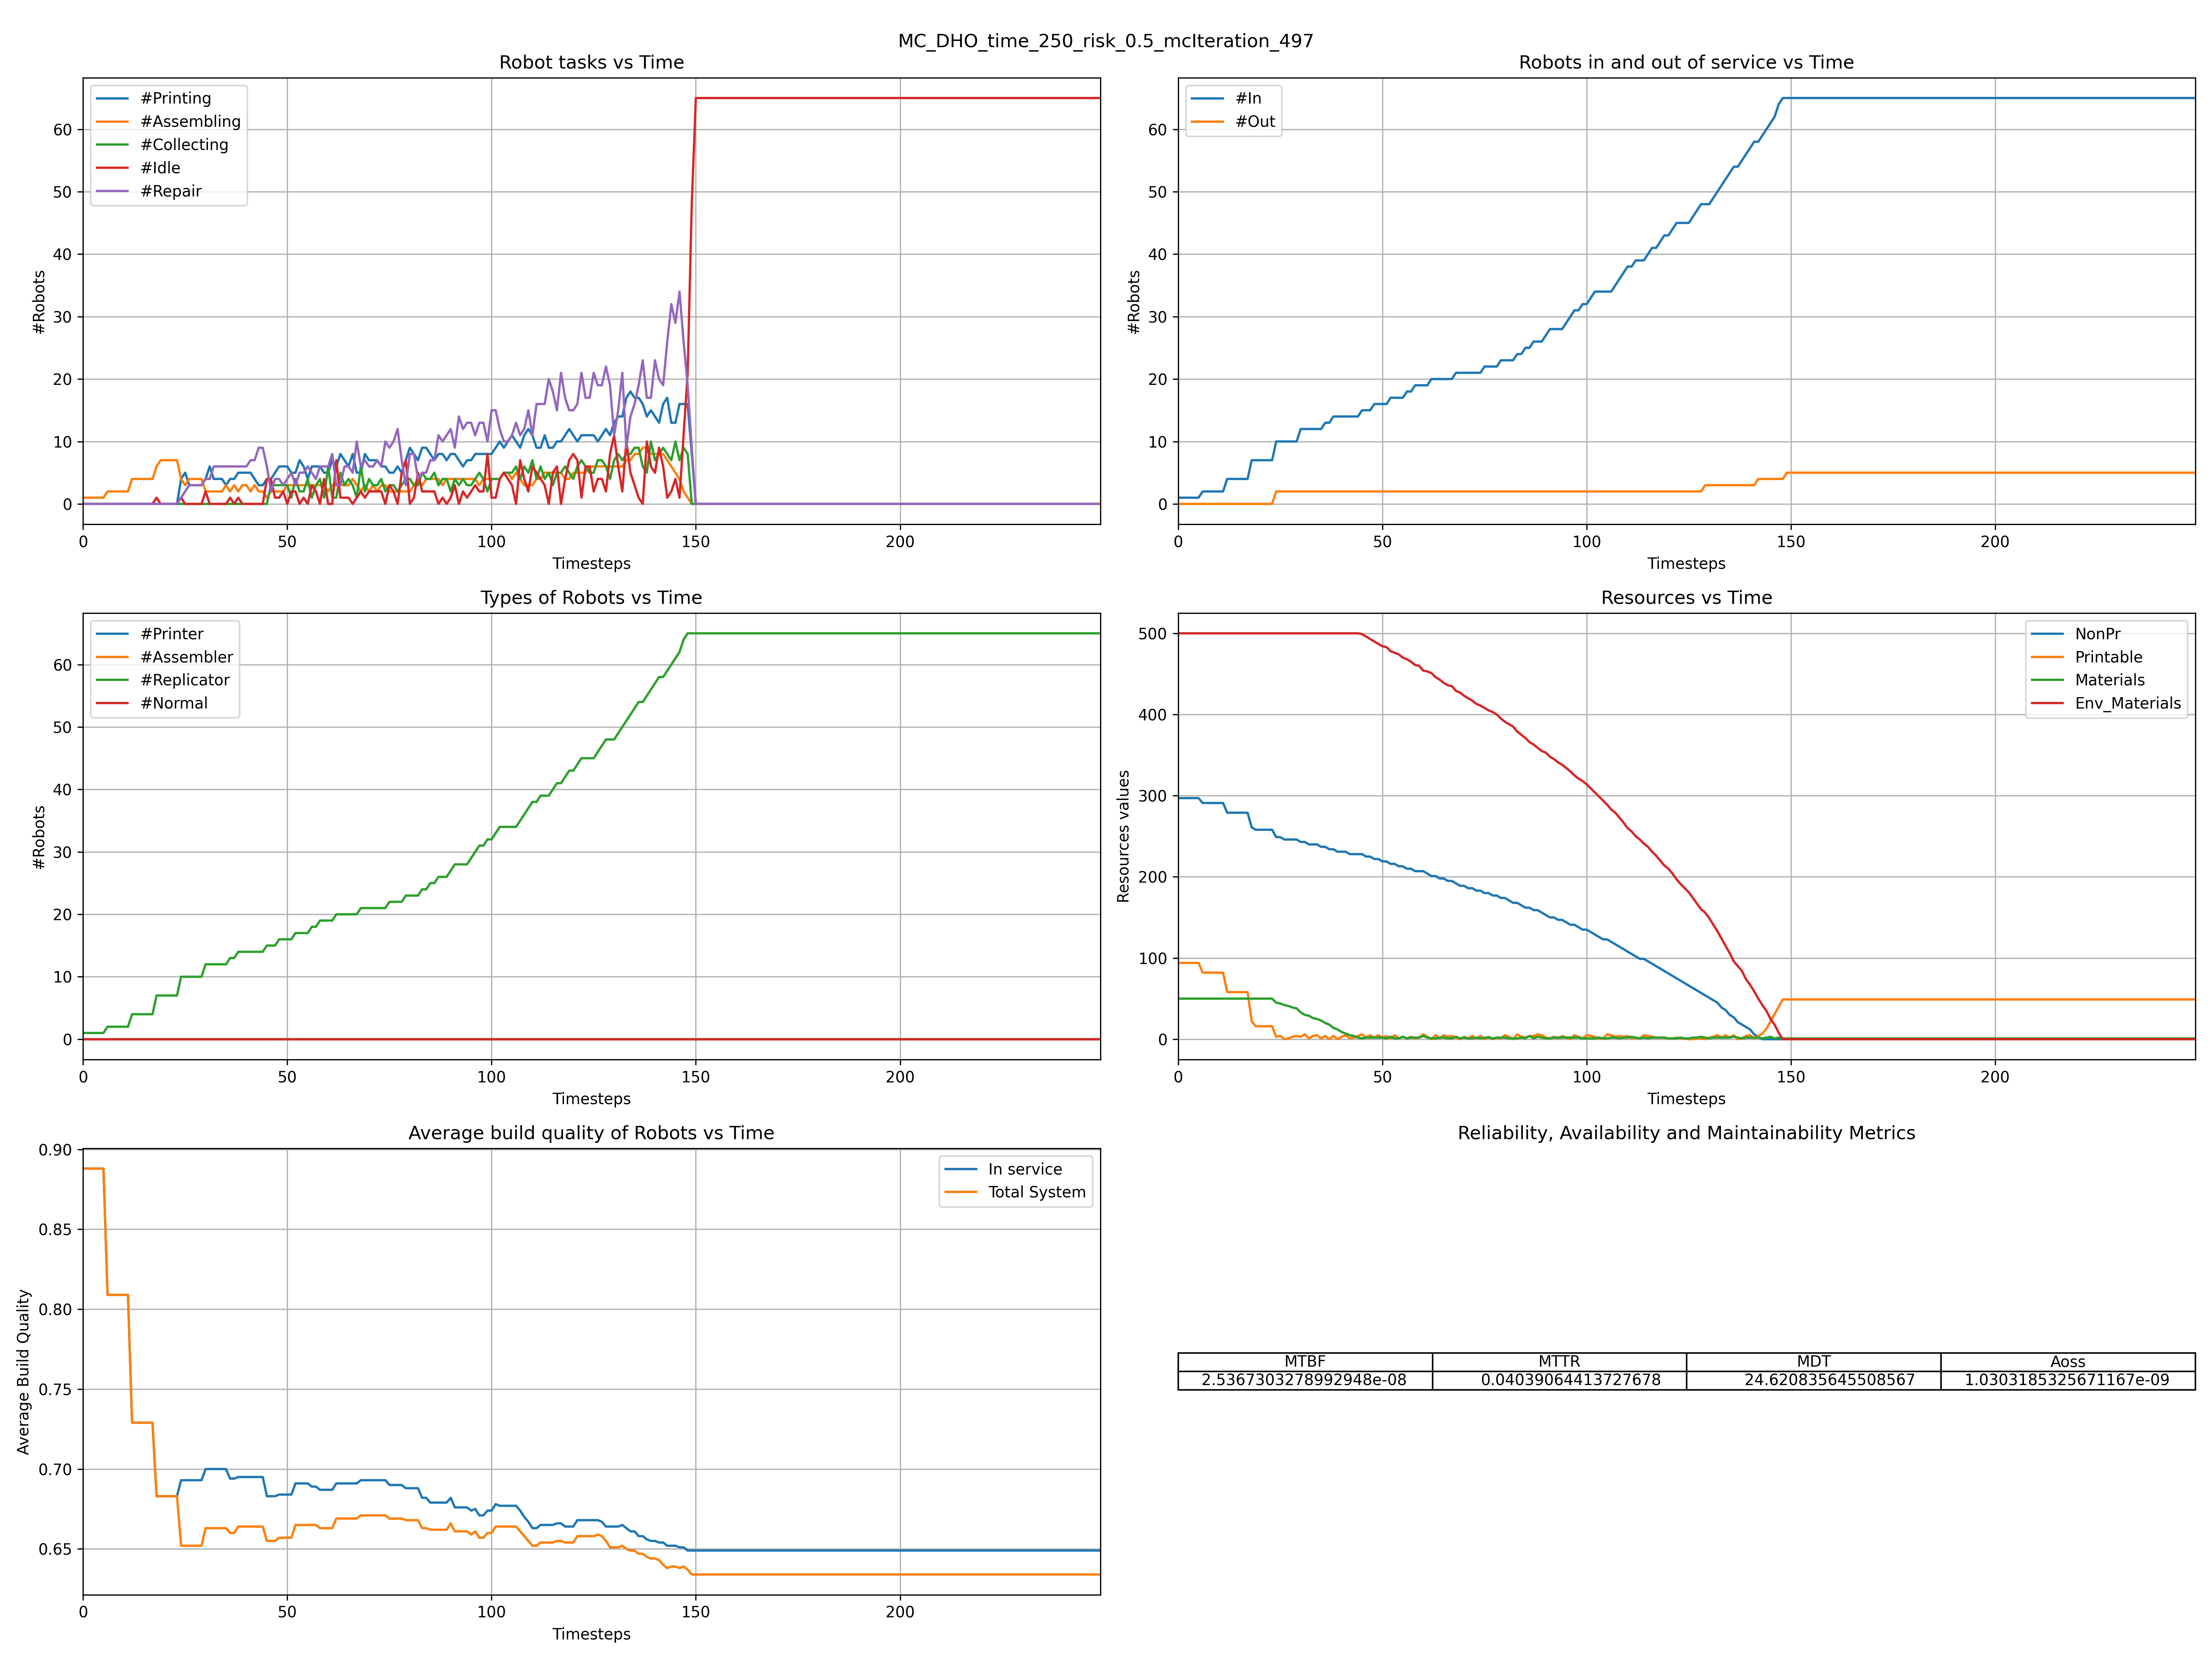 MC_DHO_time_250_risk_0.5_mcIteration_497
Robot tasks vs Time
#Printing
#Assembling
#Collecting
#Idle
#Repair
60
50
40
30
20
10
0
#Robots
0 50 100 150 200
Timesteps
Robots in and out of service vs Time
#In
#Out
60
50
40
30
20
10
0
#Robots
0 50 100 150 200
Timesteps
Types of Robots vs Time
#Printer
#Assembler
#Replicator
#Normal
60
50
40
30
20
10
0
#Robots
0 50 100 150 200
Timesteps
Resources vs Time
NonPr
Printable
Materials
Env_Materials
500
400
300
200
100
0
Resources values
0 50 100 150 200
Timesteps
Average build quality of Robots vs Time
In service
Total System
0.90
0.85
0.80
0.75
0.70
0.65
Average Build Quality
0 50 100 150 200
Timesteps
Reliability, Availability and Maintainability Metrics
MTBF MTTR MDT Aoss
2.5367303278992948e-08 0.04039064413727678 24.620835645508567 1.0303185325671167e-09